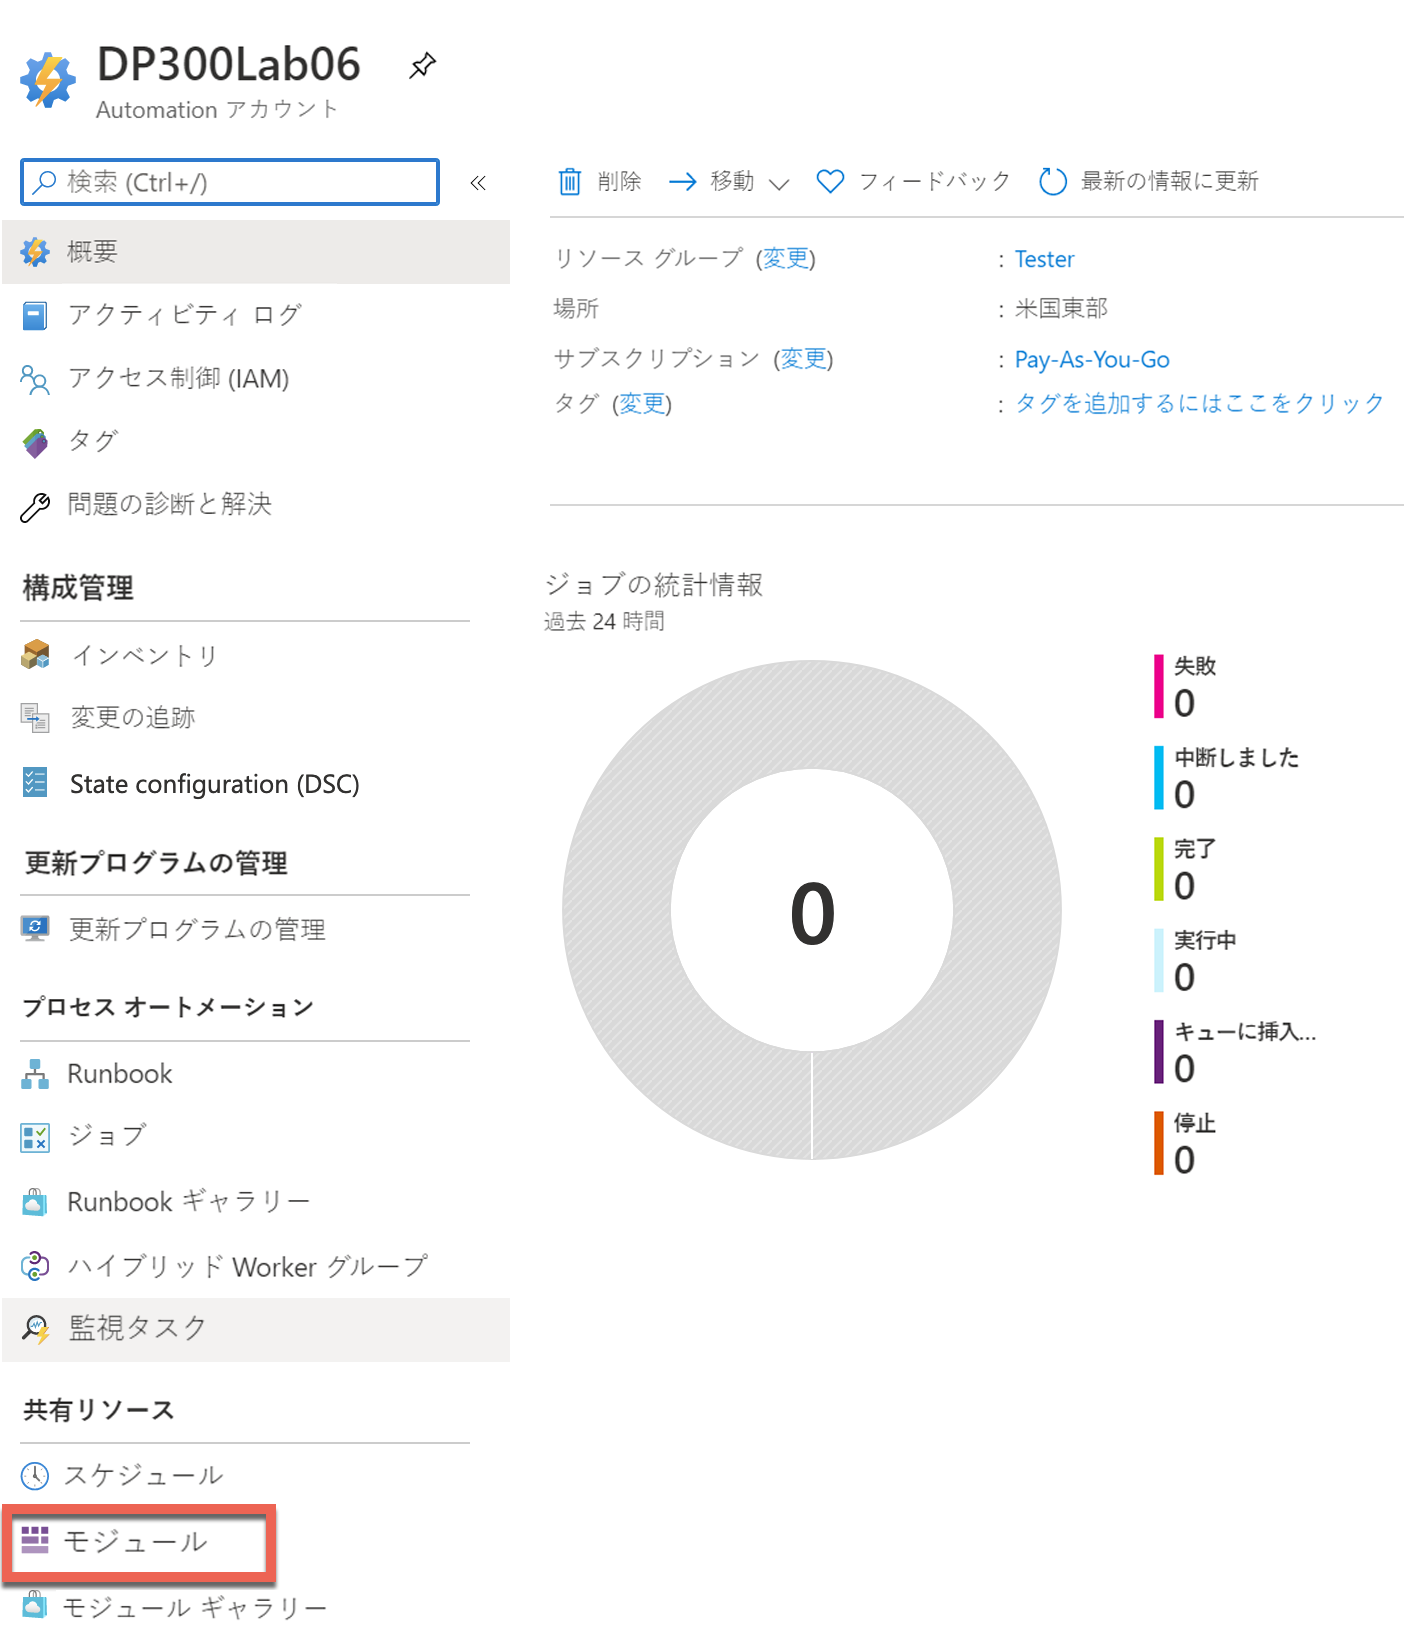 DP300Lab06
Automation アカウント
検索 (Ctrl+/)
«
概要
アクティビティ ログ
アクセス制御 (IAM)
タグ
問題の診断と解決
構成管理
インベントリ
変更の追跡
State configuration (DSC)
更新プログラムの管理
更新プログラムの管理
プロセス オートメーション
Runbook
ジョブ
Runbook ギャラリー
ハイブリッド Worker グループ
監視タスク
共有リソース
スケジュール
モジュール
モジュール ギャラリー
削除 移動 フィードバック 最新の情報に更新
リソース グループ (変更) : Tester
場所 : 米国東部
サブスクリプション (変更) : Pay-As-You-Go
タグ (変更) : タグを追加するにはここをクリック
ジョブの統計情報
過去 24 時間
0
失敗
0
中断しました
0
完了
0
実行中
0
キューに挿入...
0
停止
0